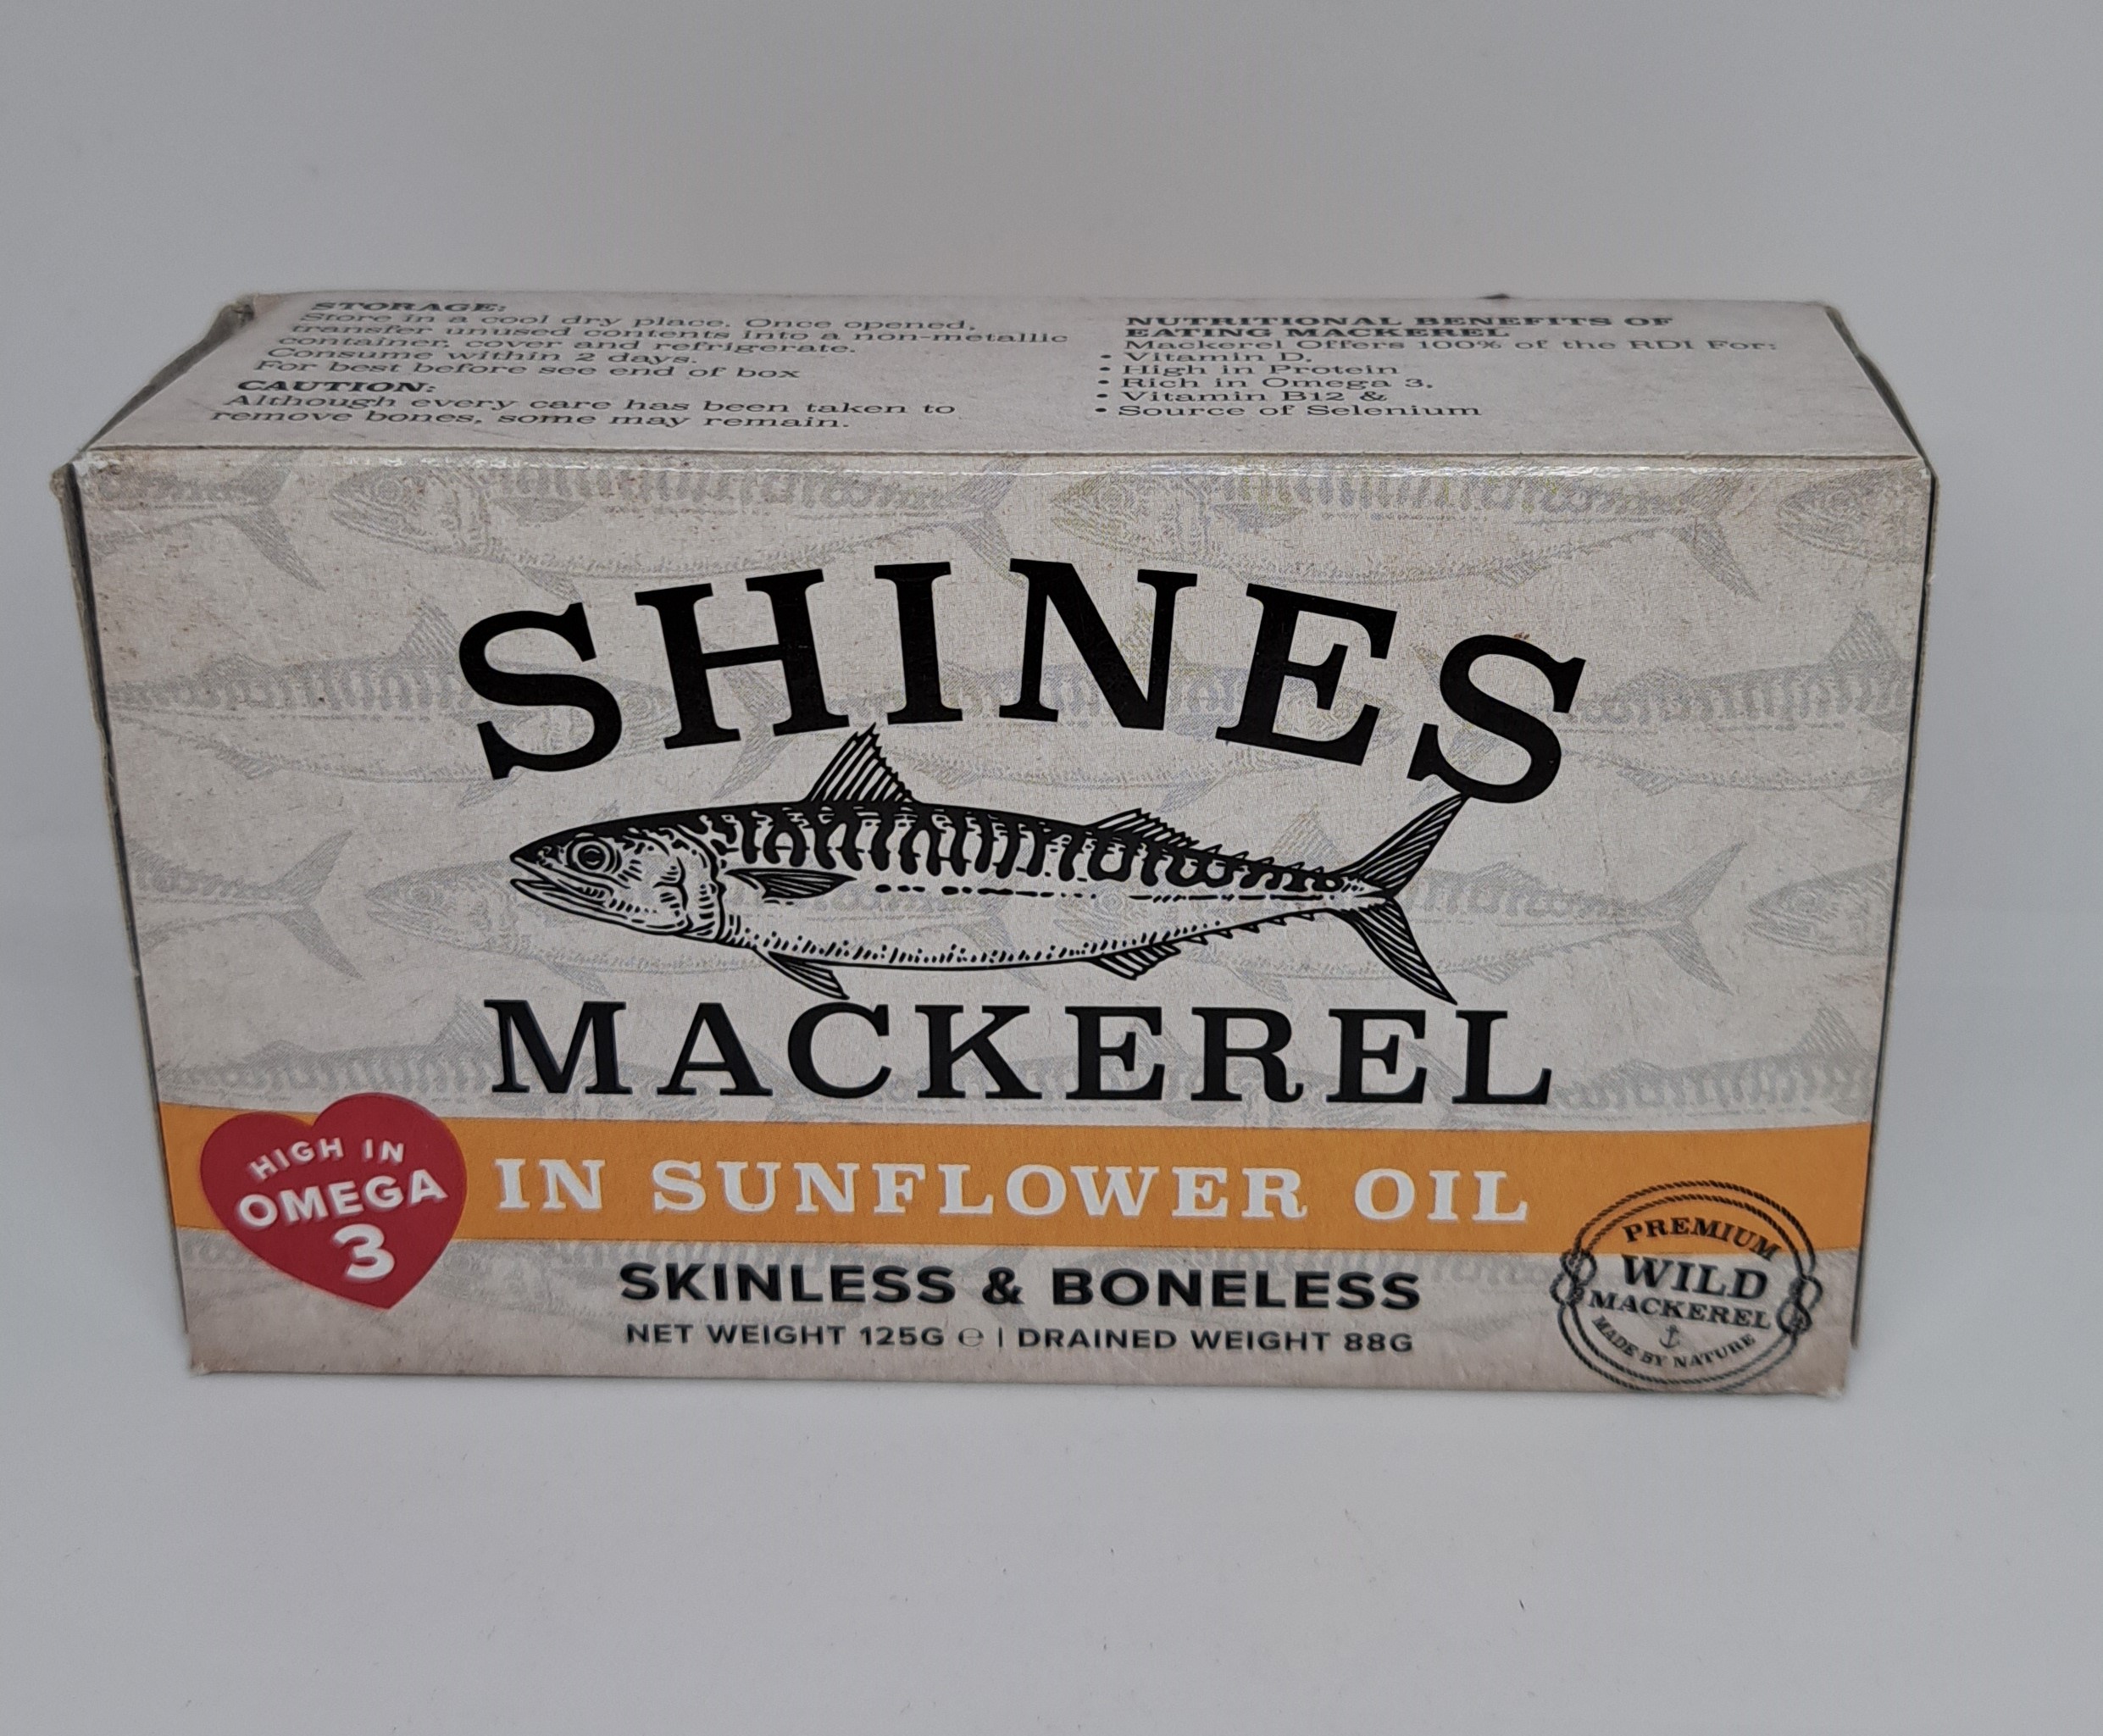 STORAGE:
Store in a cool dry place. Once opened,
transfer unused contents into a non-metallic
container, cover and refrigerate.
Consume within 2 days.
For best before see end of box
CAUTION:
Although every care has been taken to
remove bones, some may remain.
NUTRITIONAL BENEFITS OF
EATING MACKEREL
Mackerel Offers 100% of the RDI For:
• Vitamin D,
• High in Protein
• Rich in Omega 3,
• Vitamin B12 &
• Source of Selenium
SHINES
MACKEREL
HIGH IN
OMEGA
3
IN SUNFLOWER OIL
SKINLESS & BONELESS
NET WEIGHT 125G ℮ | DRAINED WEIGHT 88G
PREMIUM
WILD
MACKEREL
MADE BY NATURE